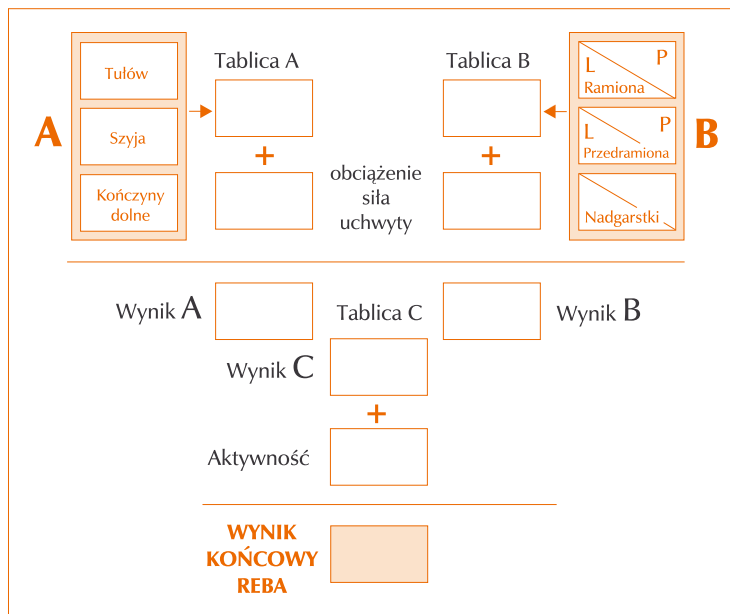 A
Tułów
Szyja
Kończyny
dolne
Tablica A
+
obciążenie
siła
uchwyty
Tablica B
+
L P
Ramiona
L P
Przedramiona
Nadgarstki
B
Wynik A
Tablica C
Wynik B
Wynik C
+
Aktywność
WYNIK
KOŃCOWY
REBA